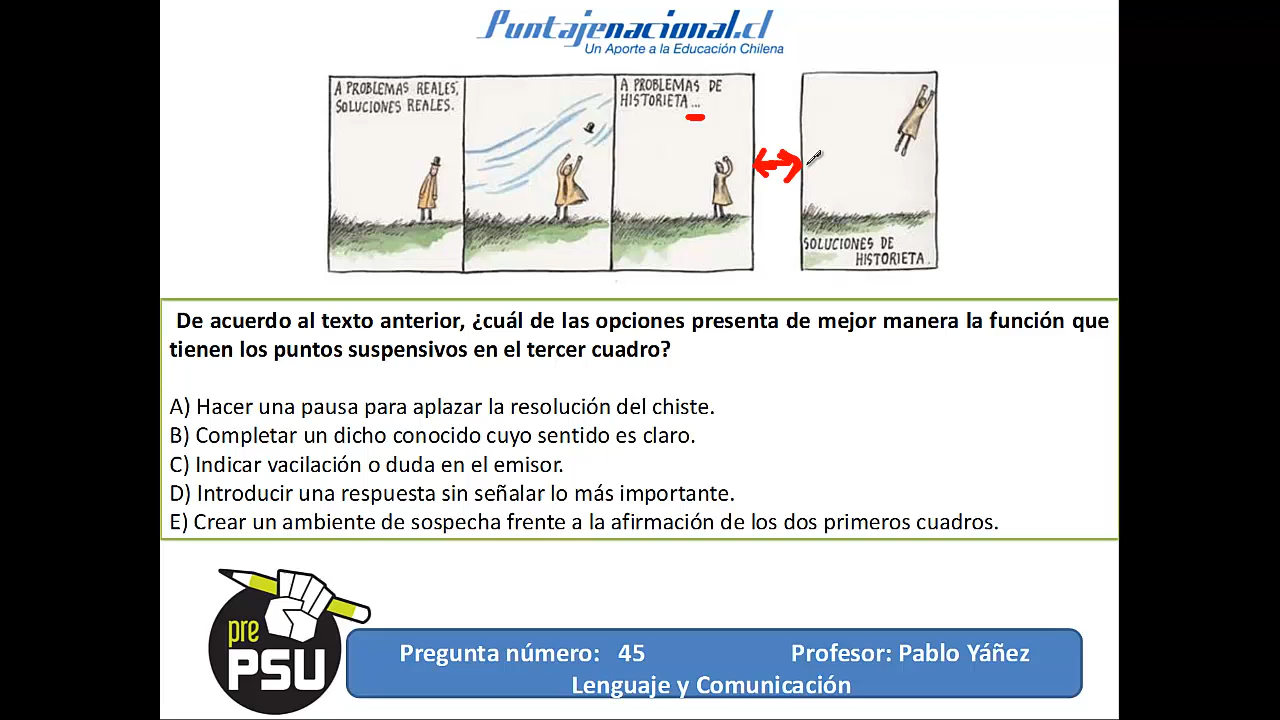 Puntajenacional.cl
Un Aporte a la Educación Chilena
A PROBLEMAS REALES,
SOLUCIONES REALES.
A PROBLEMAS DE
HISTORIETA...
SOLUCIONES DE
HISTORIETA.
De acuerdo al texto anterior, ¿cuál de las opciones presenta de mejor manera la función que
tienen los puntos suspensivos en el tercer cuadro?
A) Hacer una pausa para aplazar la resolución del chiste.
B) Completar un dicho conocido cuyo sentido es claro.
C) Indicar vacilación o duda en el emisor.
D) Introducir una respuesta sin señalar lo más importante.
E) Crear un ambiente de sospecha frente a la afirmación de los dos primeros cuadros.
pre
PSU
Pregunta número: 45 Profesor: Pablo Yáñez
Lenguaje y Comunicación